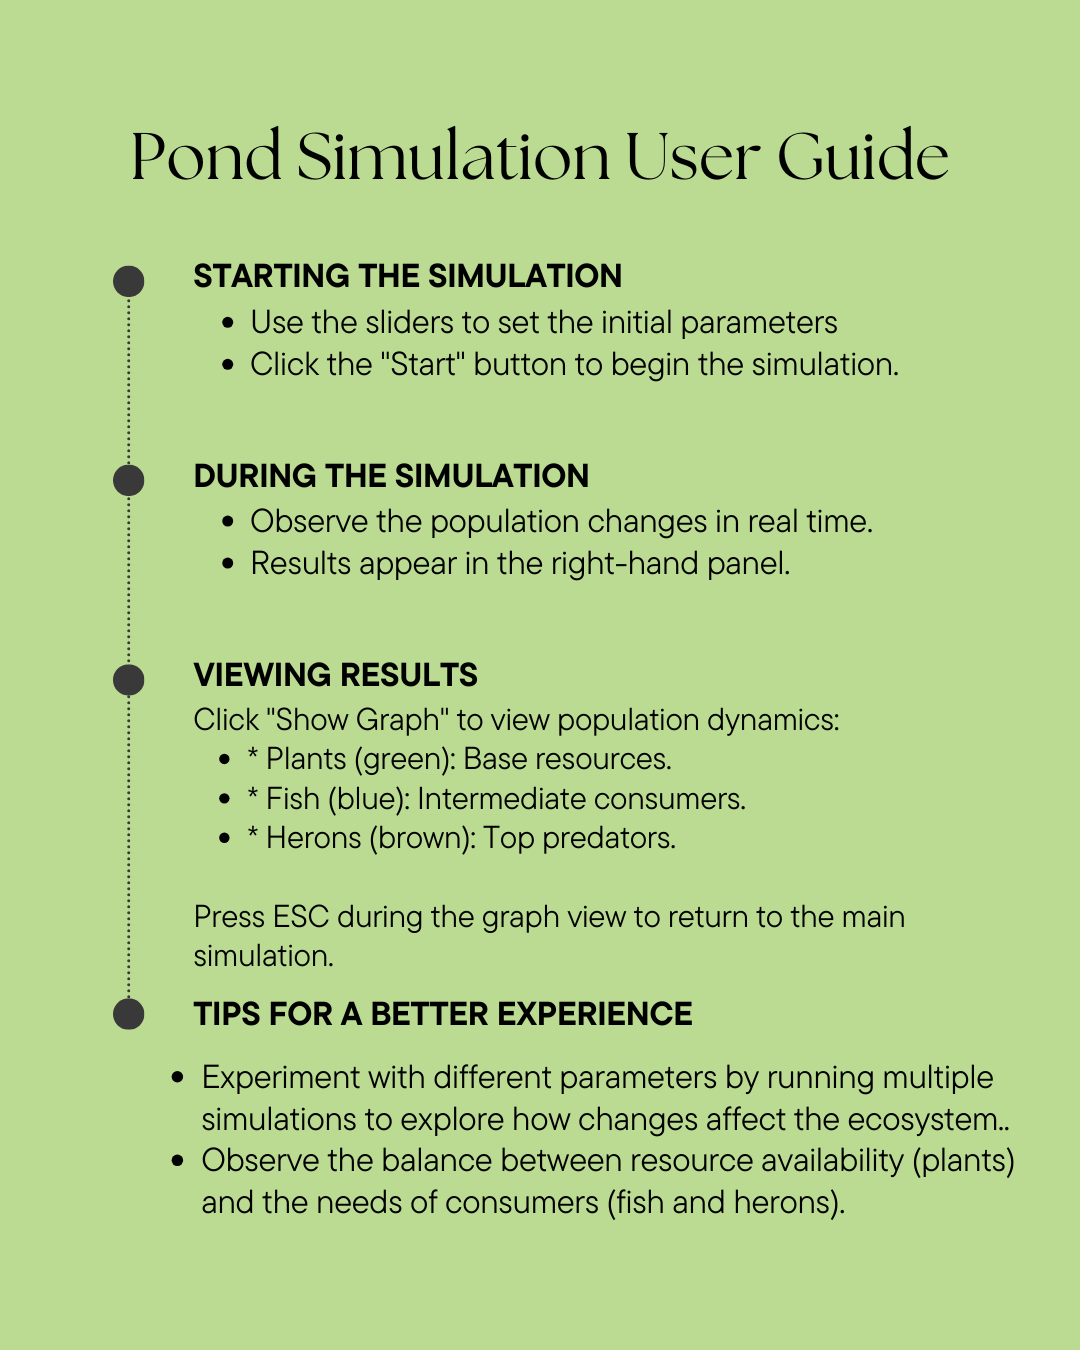 Pond Simulation User Guide
STARTING THE SIMULATION
• Use the sliders to set the initial parameters
• Click the "Start" button to begin the simulation.
DURING THE SIMULATION
• Observe the population changes in real time.
• Results appear in the right-hand panel.
VIEWING RESULTS
Click "Show Graph" to view population dynamics:
• * Plants (green): Base resources.
• * Fish (blue): Intermediate consumers.
• * Herons (brown): Top predators.
Press ESC during the graph view to return to the main
simulation.
TIPS FOR A BETTER EXPERIENCE
• Experiment with different parameters by running multiple
simulations to explore how changes affect the ecosystem..
• Observe the balance between resource availability (plants)
and the needs of consumers (fish and herons).